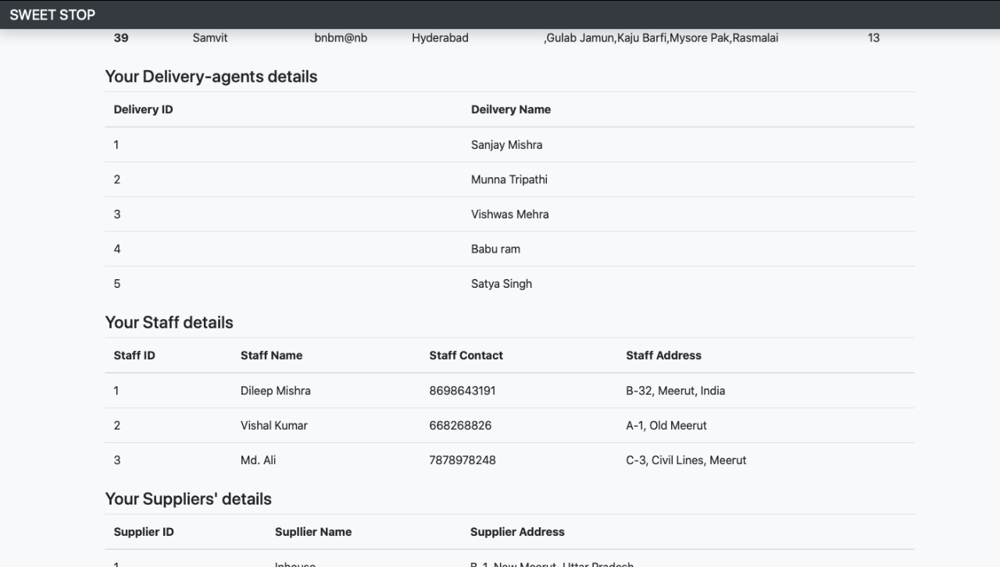 SWEET STOP
39 Samvit bnbm@nb Hyderabad ,Gulab Jamun,Kaju Barfi,Mysore Pak,Rasmalai 13
Your Delivery-agents details
Delivery ID Deilvery Name
1 Sanjay Mishra
2 Munna Tripathi
3 Vishwas Mehra
4 Babu ram
5 Satya Singh
Your Staff details
Staff ID Staff Name Staff Contact Staff Address
1 Dileep Mishra 8698643191 B-32, Meerut, India
2 Vishal Kumar 668268826 A-1, Old Meerut
3 Md. Ali 7878978248 C-3, Civil Lines, Meerut
Your Suppliers' details
Supplier ID Supllier Name Supplier Address
1 Inhouse B-1, New Meerut, Uttar Pradesh